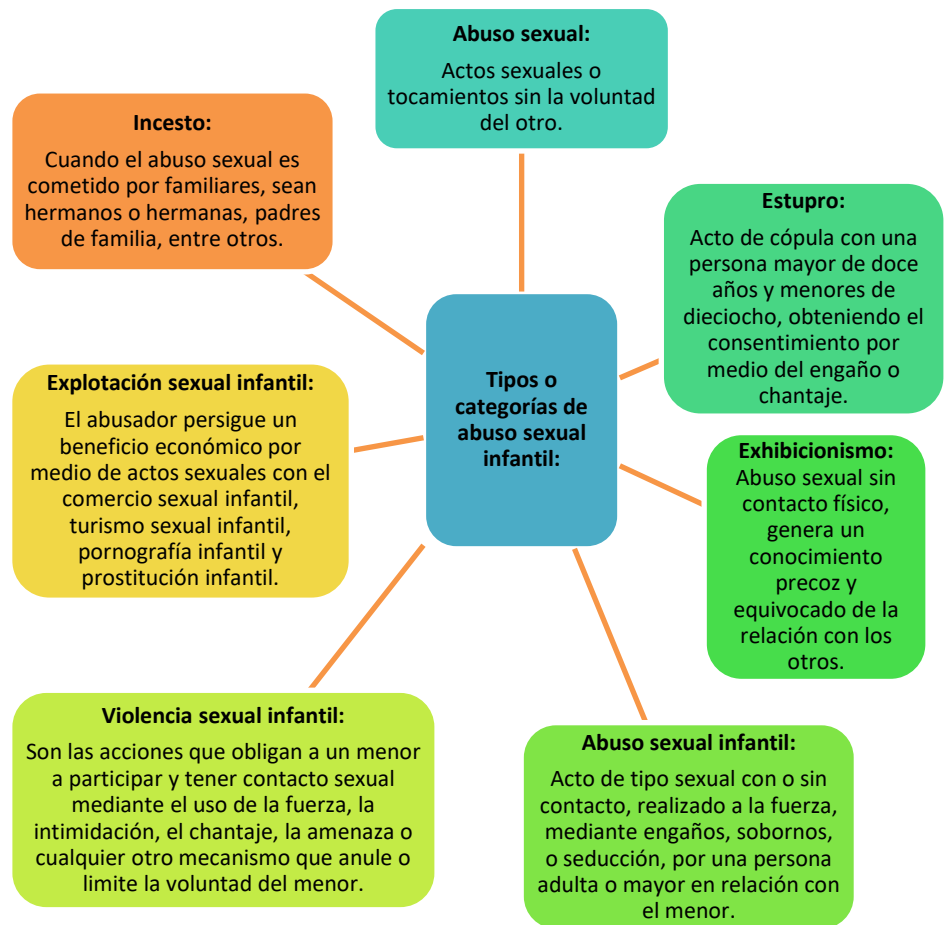 Abuso sexual:
Actos sexuales o
tocamientos sin la voluntad
del otro.
Incesto:
Cuando el abuso sexual es
cometido por familiares, sean
hermanos o hermanas, padres
de familia, entre otros.
Estupro:
Acto de cópula con una
persona mayor de doce
años y menores de
dieciocho, obteniendo el
consentimiento por
medio del engaño o
chantaje.
Tipos o
categorías de
abuso sexual
infantil:
Explotación sexual infantil:
El abusador persigue un
beneficio económico por
medio de actos sexuales con el
comercio sexual infantil,
turismo sexual infantil,
pornografía infantil y
prostitución infantil.
Exhibicionismo:
Abuso sexual sin
contacto físico,
genera un
conocimiento
precoz y
equivocado de la
relación con los
otros.
Violencia sexual infantil:
Son las acciones que obligan a un menor
a participar y tener contacto sexual
mediante el uso de la fuerza, la
intimidación, el chantaje, la amenaza o
cualquier otro mecanismo que anule o
limite la voluntad del menor.
Abuso sexual infantil:
Acto de tipo sexual con o sin
contacto, realizado a la fuerza,
mediante engaños, sobornos,
o seducción, por una persona
adulta o mayor en relación con
el menor.